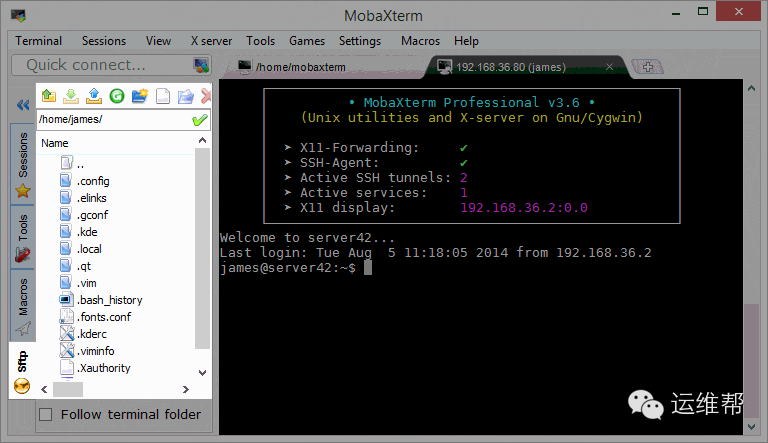 MobaXterm
Terminal Sessions View X server Tools Games Settings Macros Help
Quick connect...
/home/mobaxterm
192.168.36.80 (james)
/home/james/
Name
..
.config
.elinks
.gconf
.kde
.local
.qt
.vim
.bash_history
.fonts.conf
.kderc
.viminfo
.Xauthority
Sessions
Tools
Macros
Sftp
Follow terminal folder
• MobaXterm Professional v3.6 •
(Unix utilities and X-server on Gnu/Cygwin)
➤ X11-Forwarding: ✔
➤ SSH-Agent: ✔
➤ Active SSH tunnels: 2
➤ Active services: 1
➤ X11 display: 192.168.36.2:0.0
Welcome to server42...
Last login: Tue Aug  5 11:18:05 2014 from 192.168.36.2
james@server42:~$
运维帮